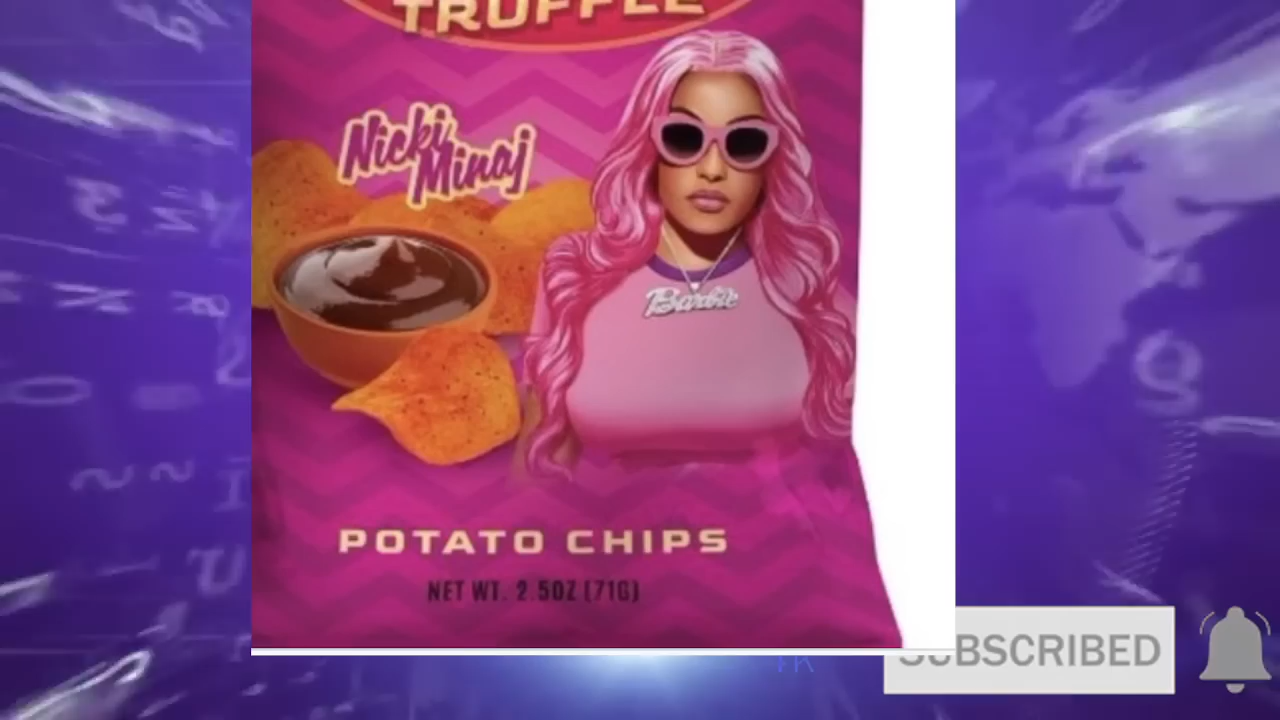 TRUFFLE
Nicki
Minaj
Barbie
POTATO CHIPS
NET WT. 2.5OZ (71G)
SUBSCRIBED